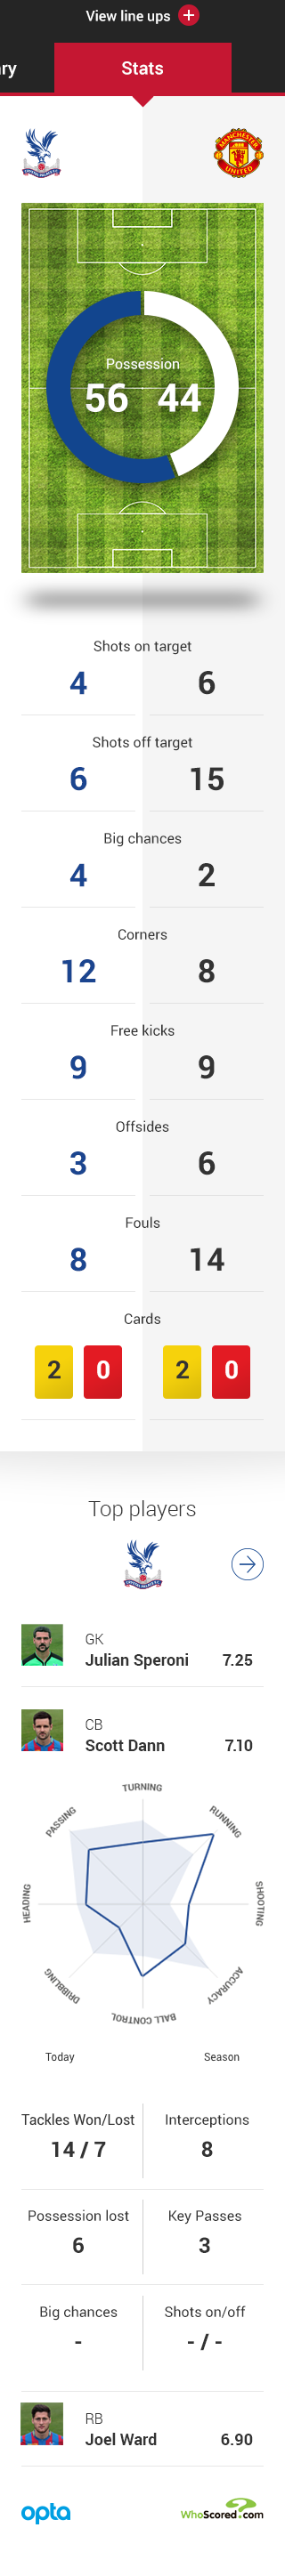 View line ups
ry
Stats
MANCHESTER
UNITED
Possession
56 44
Shots on target
4 6
Shots off target
6 15
Big chances
4 2
Corners
12 8
Free kicks
9 9
Offsides
3 6
Fouls
8 14
Cards
2 0 2 0
Top players
GK
Julian Speroni 7.25
CB
Scott Dann 7.10
TURNING
RUNNING
SHOOTING
ACCURACY
BALL CONTROL
DRIBBLING
HEADING
PASSING
Today Season
Tackles Won/Lost Interceptions
14 / 7 8
Possession lost Key Passes
6 3
Big chances Shots on/off
- - / -
RB
Joel Ward 6.90
opta WhoScored.com